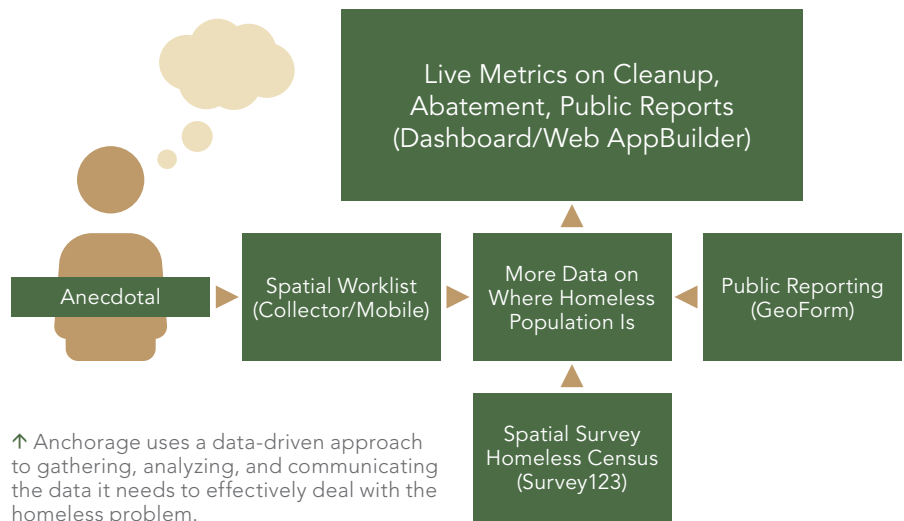 Live Metrics on Cleanup,
Abatement, Public Reports
(Dashboard/Web AppBuilder)
Anecdotal
Spatial Worklist
(Collector/Mobile)
More Data on
Where Homeless
Population Is
Public Reporting
(GeoForm)
Spatial Survey
Homeless Census
(Survey123)
↑ Anchorage uses a data-driven approach
to gathering, analyzing, and communicating
the data it needs to effectively deal with the
homeless problem.